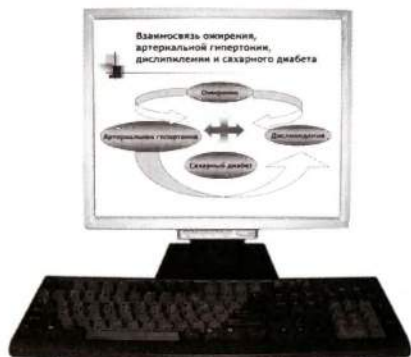 Взаимосвязь ожирения,
артериальной гипертонии,
дислипидемии и сахарного диабета
Ожирение
Артериальная гипертония
Дислипидемия
Сахарный диабет